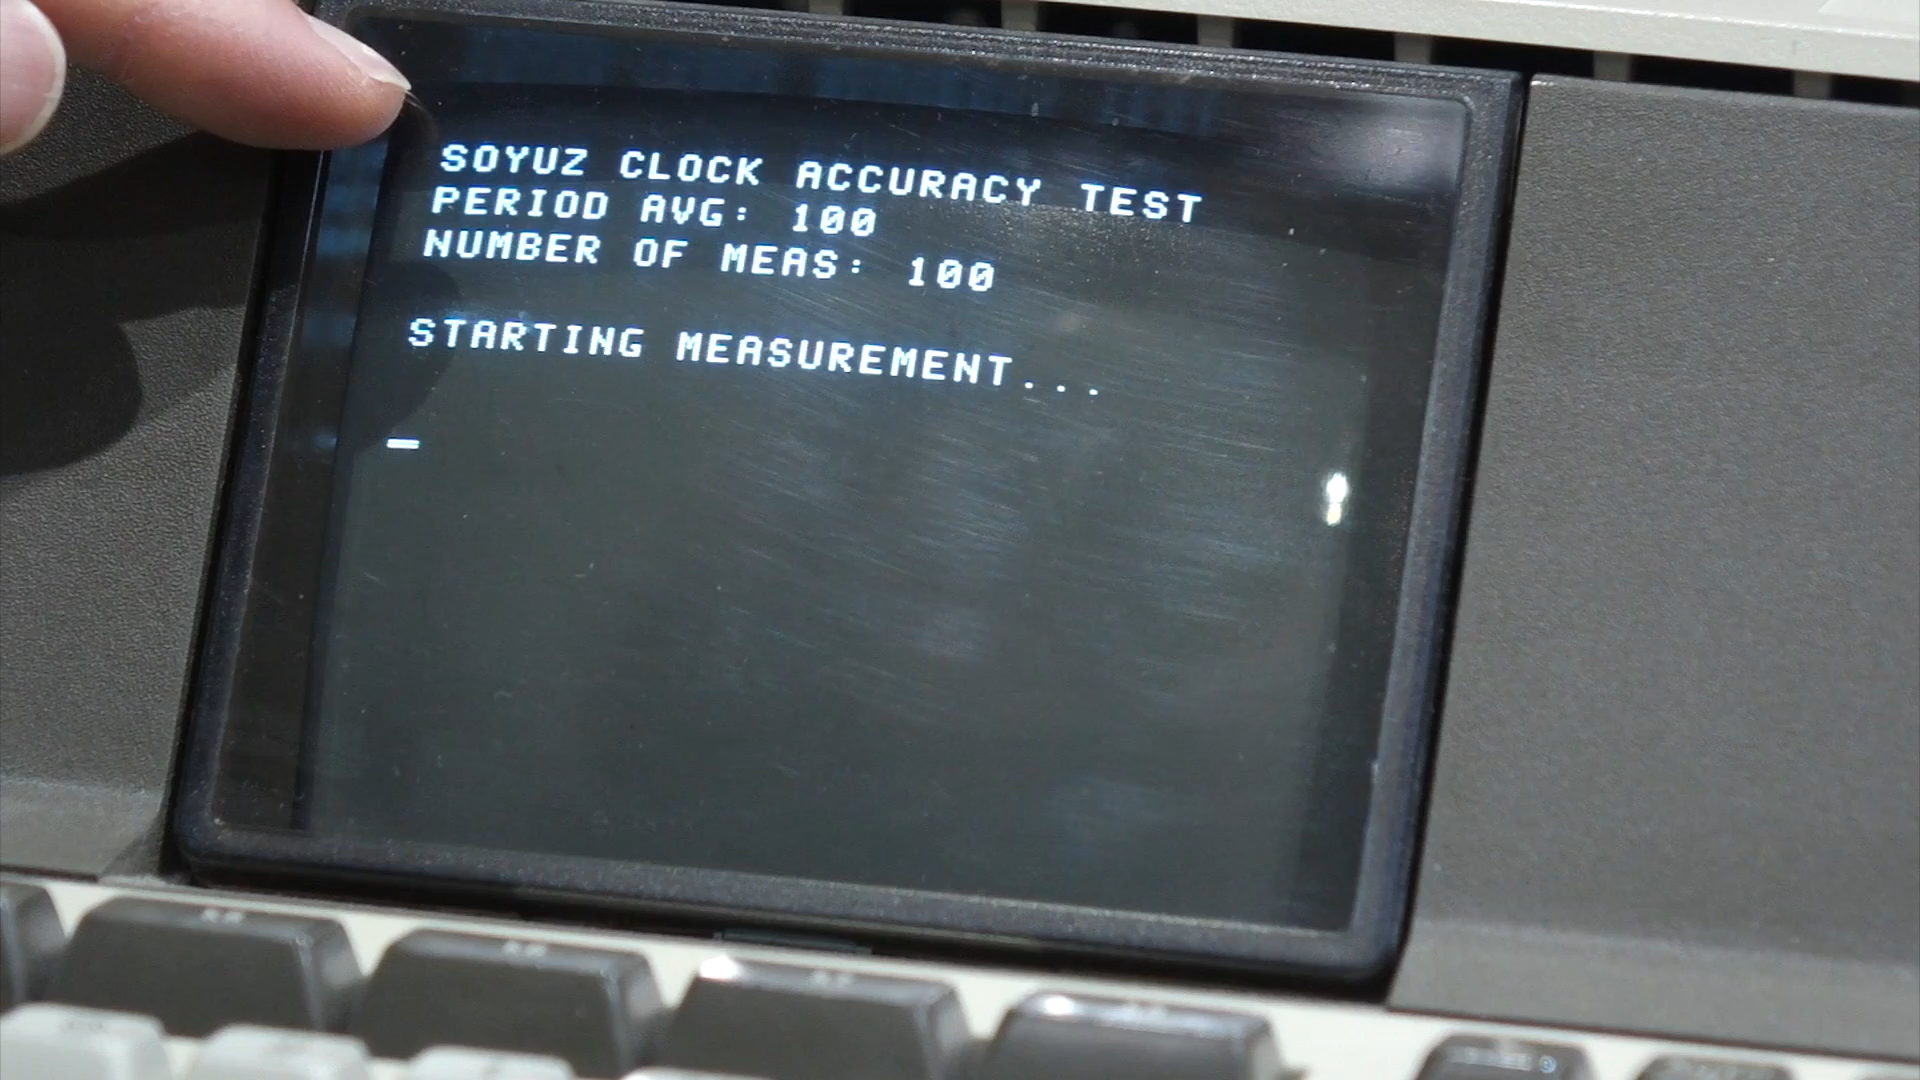 SOYUZ CLOCK ACCURACY TEST
PERIOD AVG: 100
NUMBER OF MEAS: 100
STARTING MEASUREMENT...